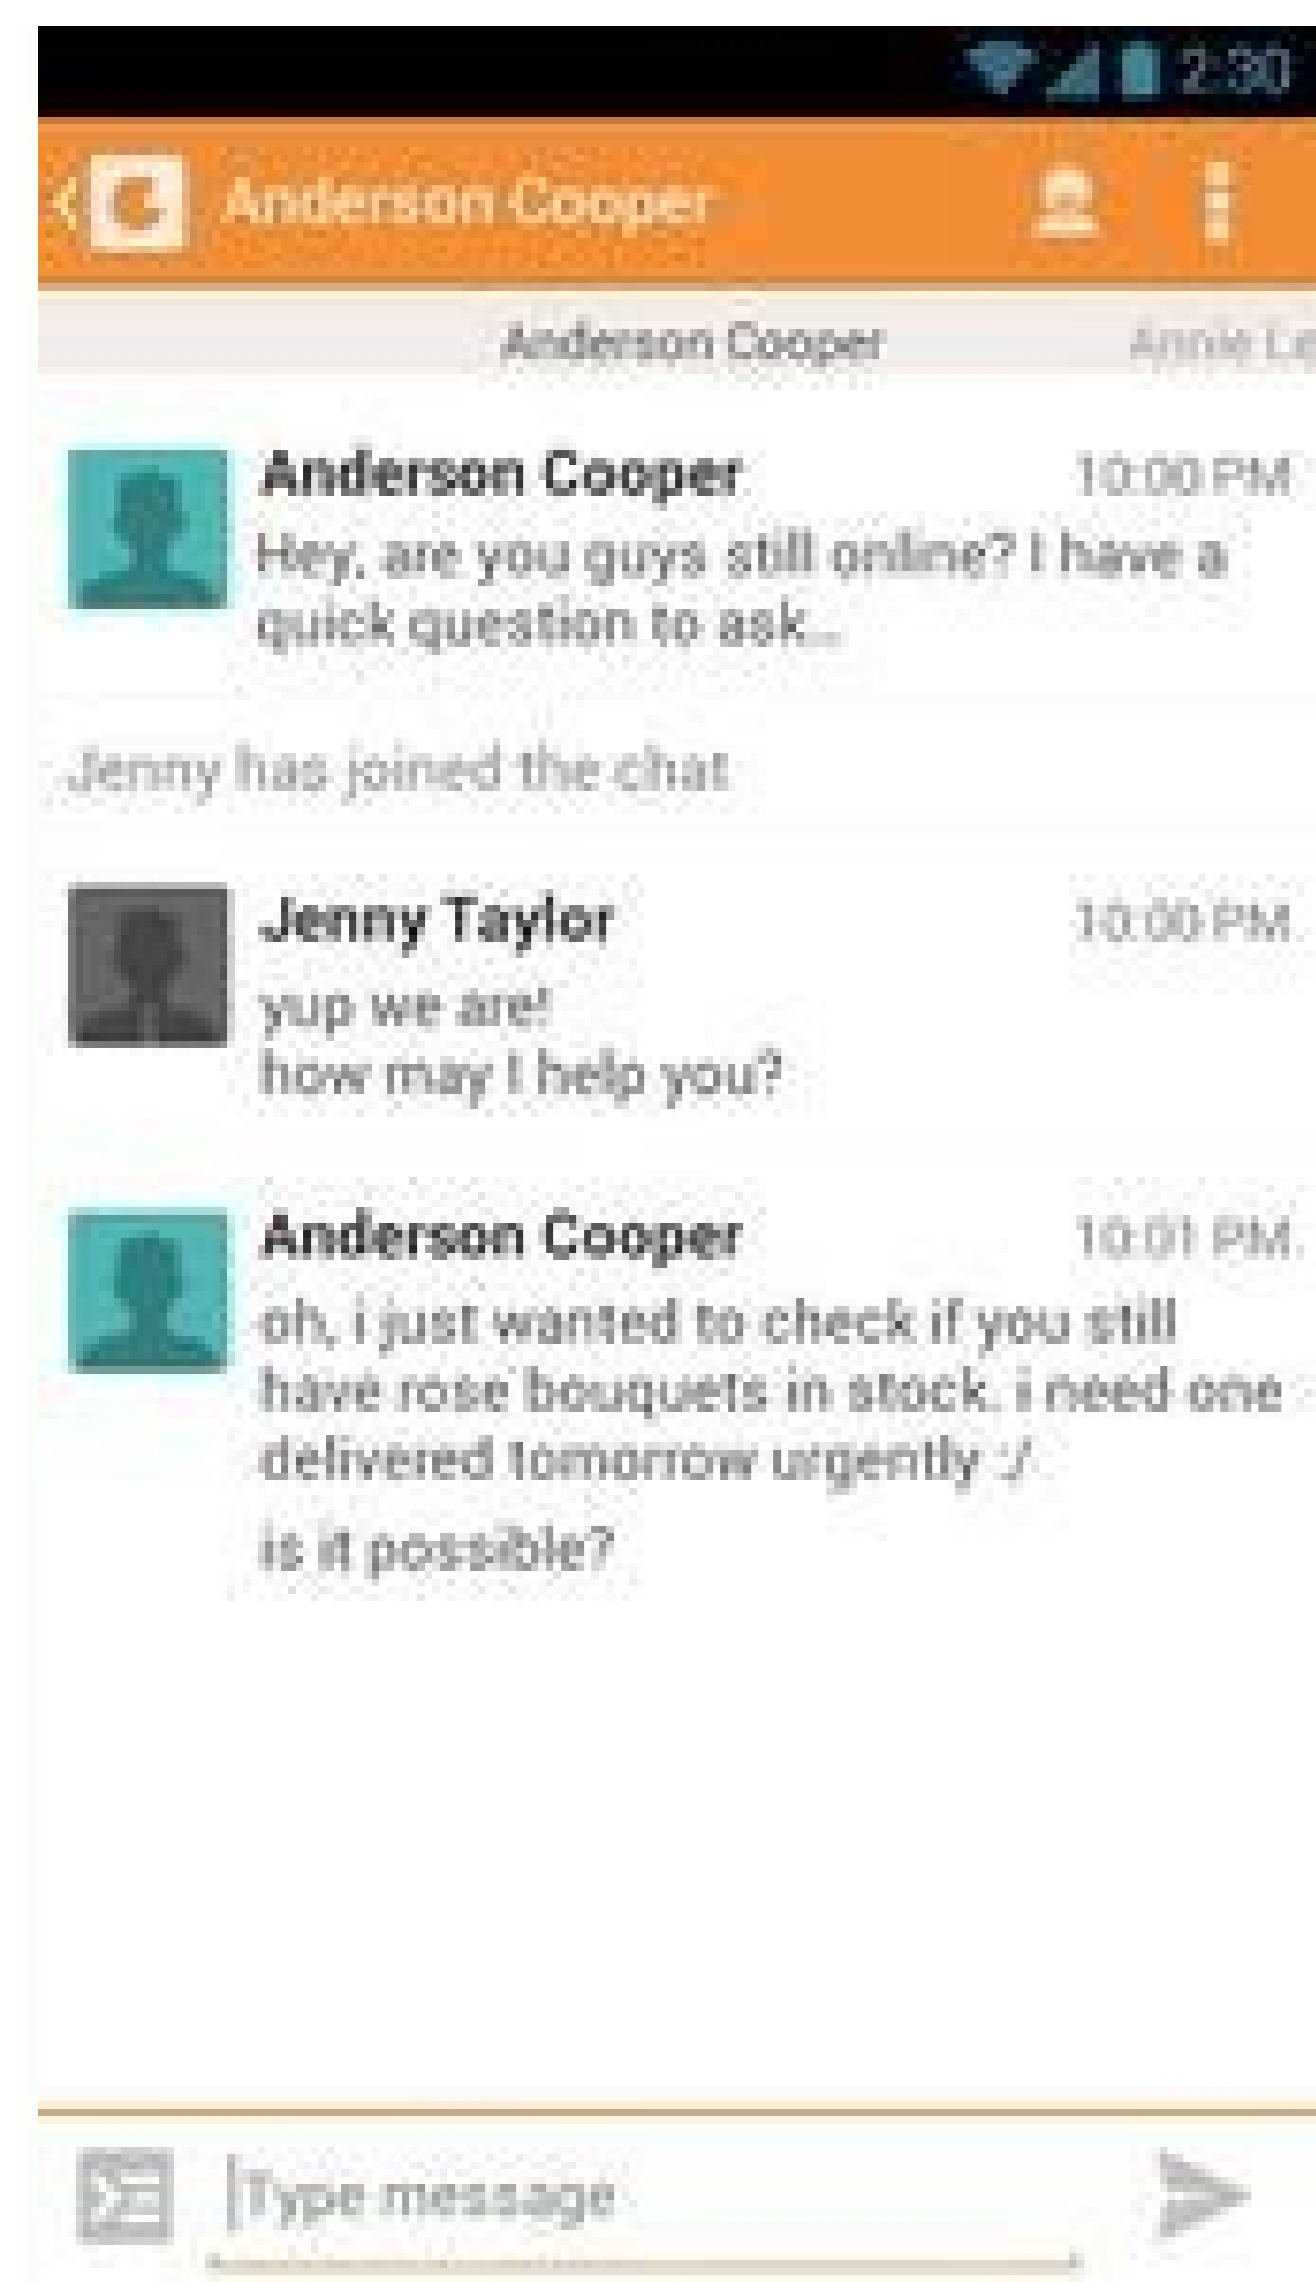 2:30
Anderson Cooper
Anderson Cooper
Annie Le
Anderson Cooper
10:00 PM
Hey, are you guys still online? I have a
quick question to ask...
Jenny has joined the chat
Jenny Taylor
10:00 PM
yup we are!
how may I help you?
Anderson Cooper
10:01 PM
oh, i just wanted to check if you still
have rose bouquets in stock. i need one
delivered tomorrow urgently :/
is it possible?
Type message